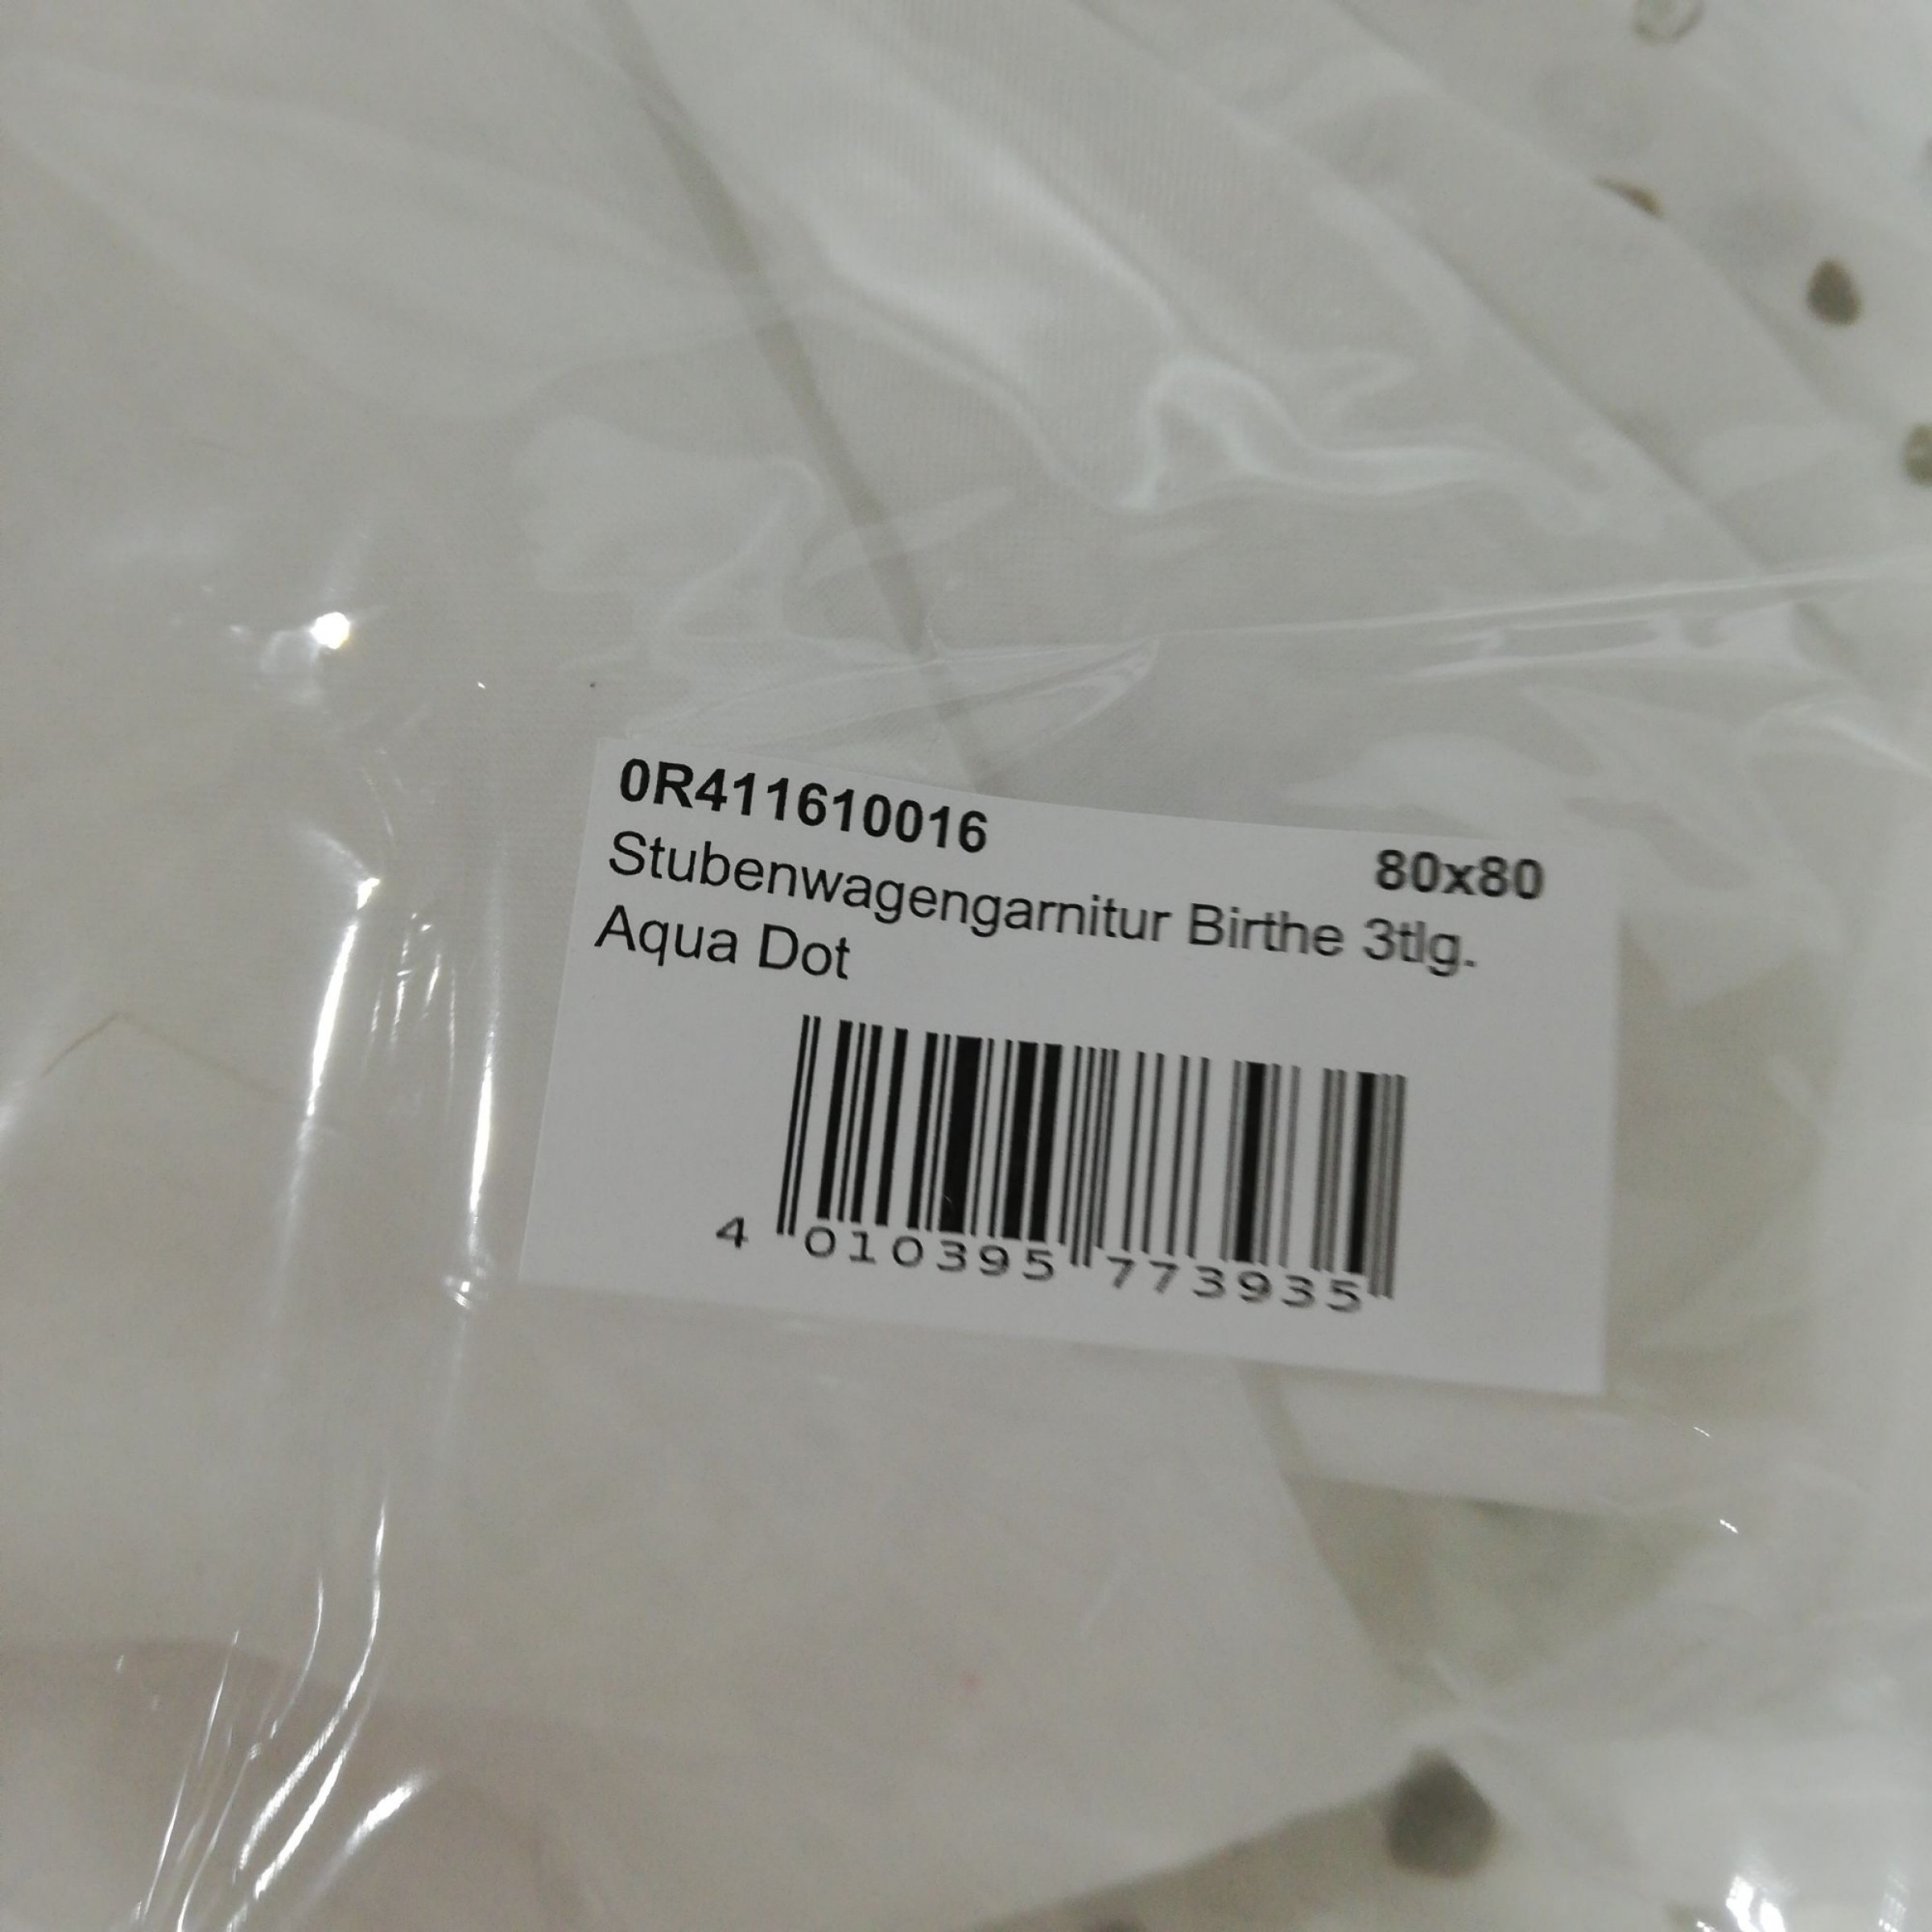 0R411610016
80x80
Stubenwagengarnitur Birthe 3tlg.
Aqua Dot
4 010395 773935